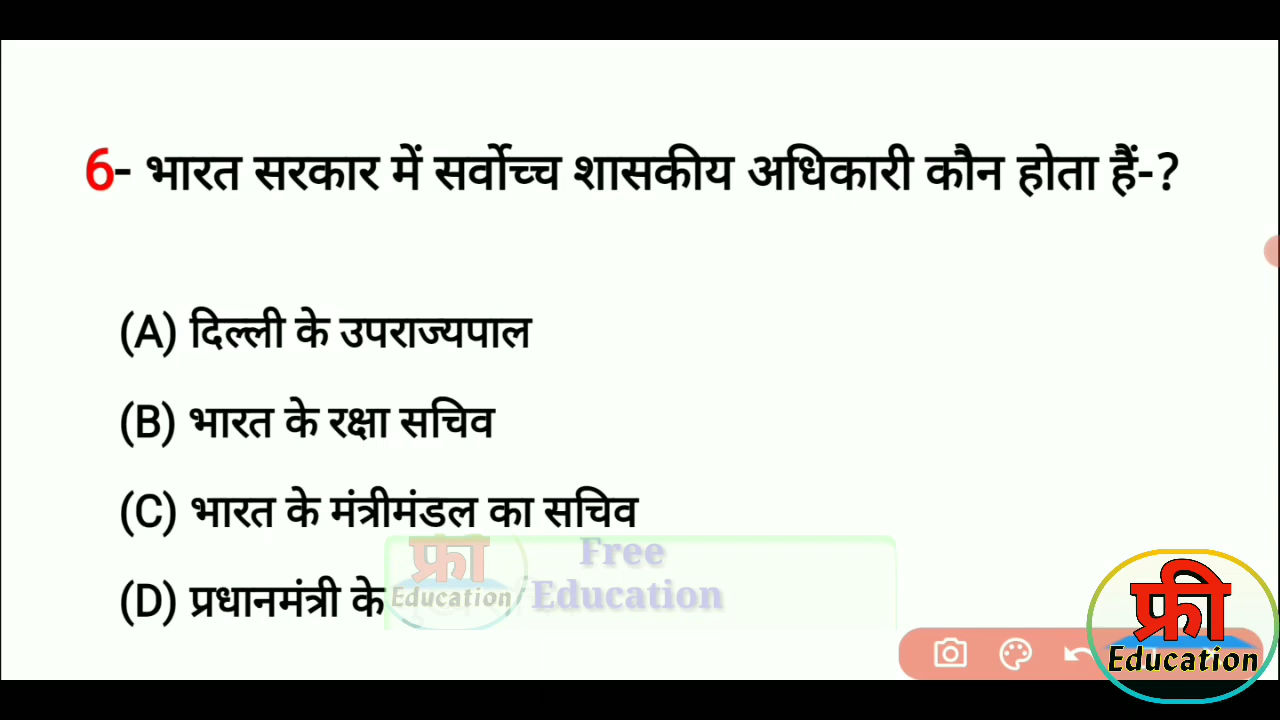 6- भारत सरकार में सर्वोच्च शासकीय अधिकारी कौन होता हैं-?
(A) दिल्ली के उपराज्यपाल
(B) भारत के रक्षा सचिव
(C) भारत के मंत्रीमंडल का सचिव
(D) प्रधानमंत्री के
फ्री
Education
Free
Education
फ्री
Education